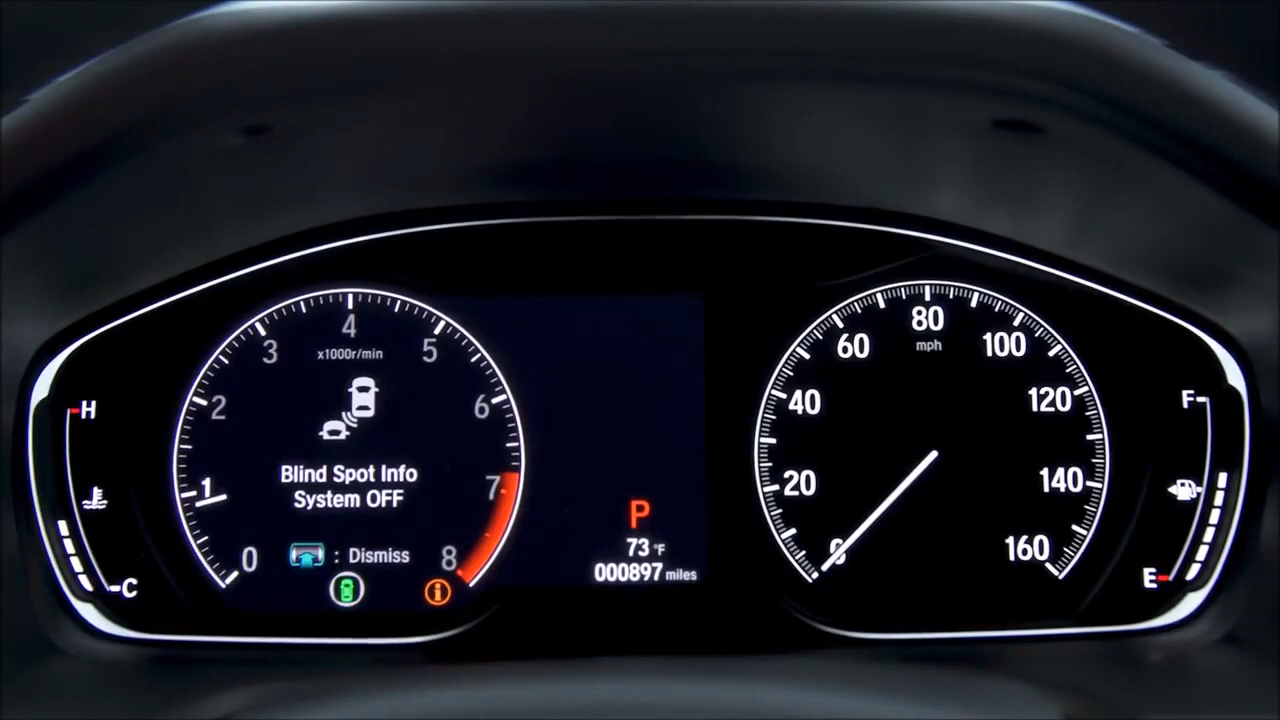 4
3
5
x1000r/min
2
6
1
7
0
8
Blind Spot Info
System OFF
: Dismiss
i
H
C
P
73 °F
000897 miles
80
mph
60
100
40
120
20
140
0
160
F
E